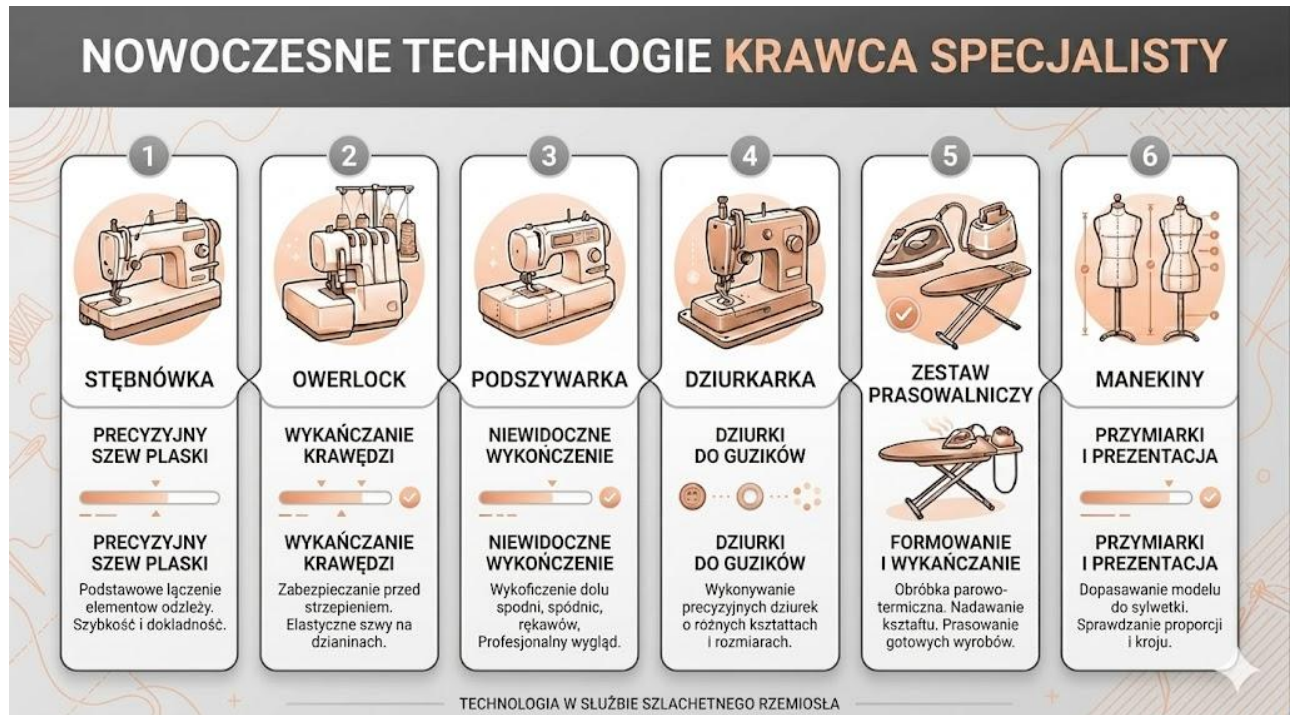 NOWOCZESNE TECHNOLOGIE KRAWCA SPECJALISTY
1
STĘBNÓWKA
PRECYZYJNY
SZEW PLASKI
PRECYZYJNY
SZEW PLASKI
Podstawowe lączenie
elementow odzleży.
Szybkość i dokladność.
2
OWERLOCK
WYKAŃCZANIE
KRAWĘDZI
WYKAŃCZANIE
KRAWĘDZI
Zabezpieczanie przed
strzepieniem.
Elastyczne szwy na
dzianinach.
3
PODSZYWARKA
NIEWIDOCZNE
WYKOŃCZENIE
NIEWIDOCZNE
WYKOŃCZENIE
Wykoficzenie dolu
spodni, spódnic,
rękawów,
Profesjonalny wygląd.
4
DZIURKARKA
DZIURKI
DO GUZIKÓW
DZIURKI
DO GUZIKÓW
Wykonywanie
precyzyjnych dziurek
o różnych ksztattach
i rozmiarach.
5
ZESTAW
PRASOWALNICZY
FORMOWANIE
I WYKAŃCZANIE
Obróbka parowo-
termiczna. Nadawanie
ksztaftu. Prasowanie
gotowych wyrobów.
6
MANEKINY
PRZYMIARKI
I PREZENTACJA
PRZYMIARKI
I PREZENTACJA
Dopasawanie modelu
do sylwetki.
Sprawdzanie proporcji
i kroju.
TECHNOLOGIA W SŁUŻBIE SZLACHETNEGO RZEMIOSŁA